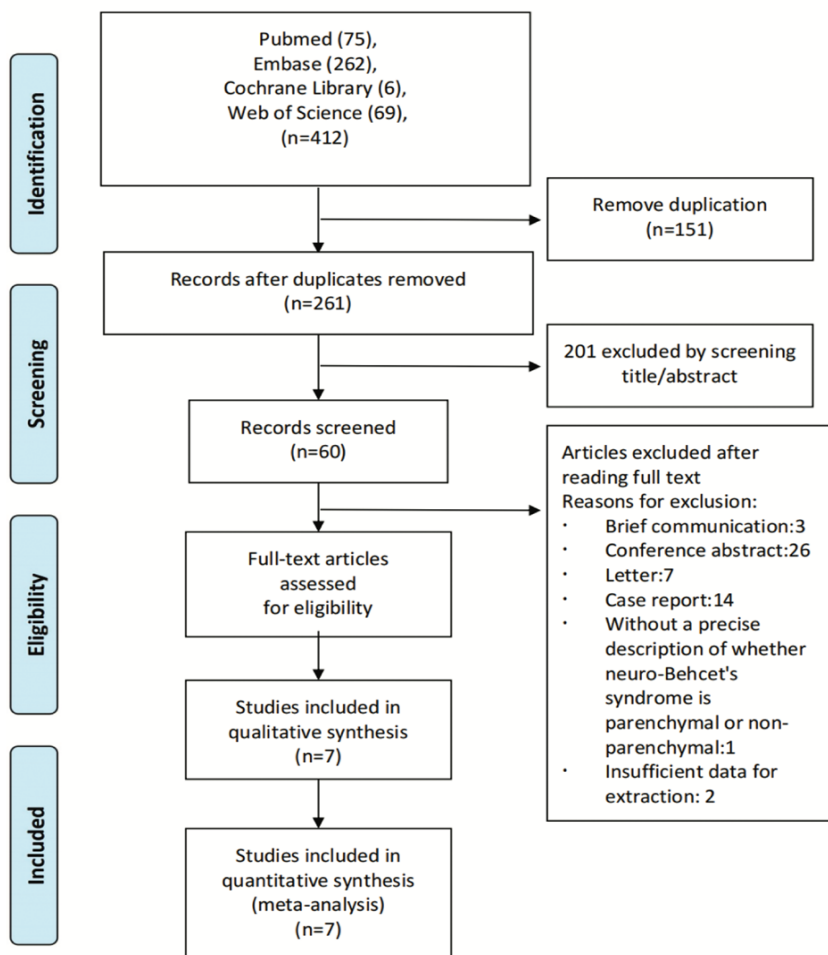 Identification
Pubmed (75),
Embase (262),
Cochrane Library (6),
Web of Science (69),
(n=412)
Remove duplication
(n=151)
Records after duplicates removed
(n=261)
Screening
201 excluded by screening
title/abstract
Records screened
(n=60)
Articles excluded after
reading full text
Reasons for exclusion:
· Brief communication:3
· Conference abstract:26
· Letter:7
· Case report:14
· Without a precise
description of whether
neuro-Behcet's
syndrome is
parenchymal or non-
parenchymal:1
· Insufficient data for
extraction: 2
Eligibility
Full-text articles
assessed
for eligibility
Studies included in
qualitative synthesis
(n=7)
Included
Studies included in
quantitative synthesis
(meta-analysis)
(n=7)